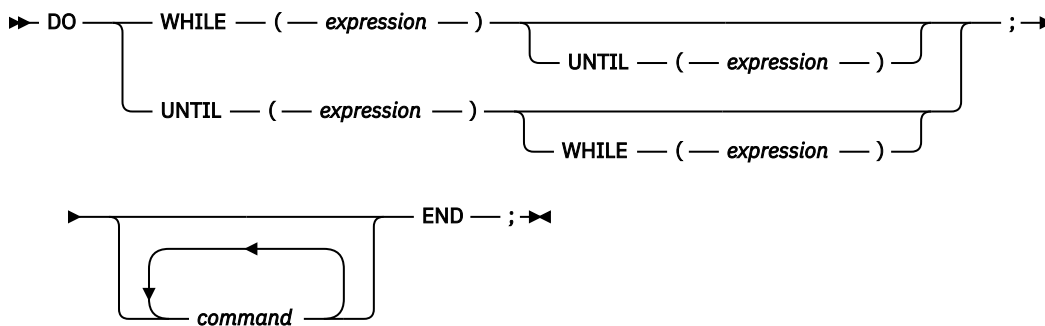 DO WHILE ( expression ) ;
UNTIL ( expression )
UNTIL ( expression )
WHILE ( expression )
END ;
command